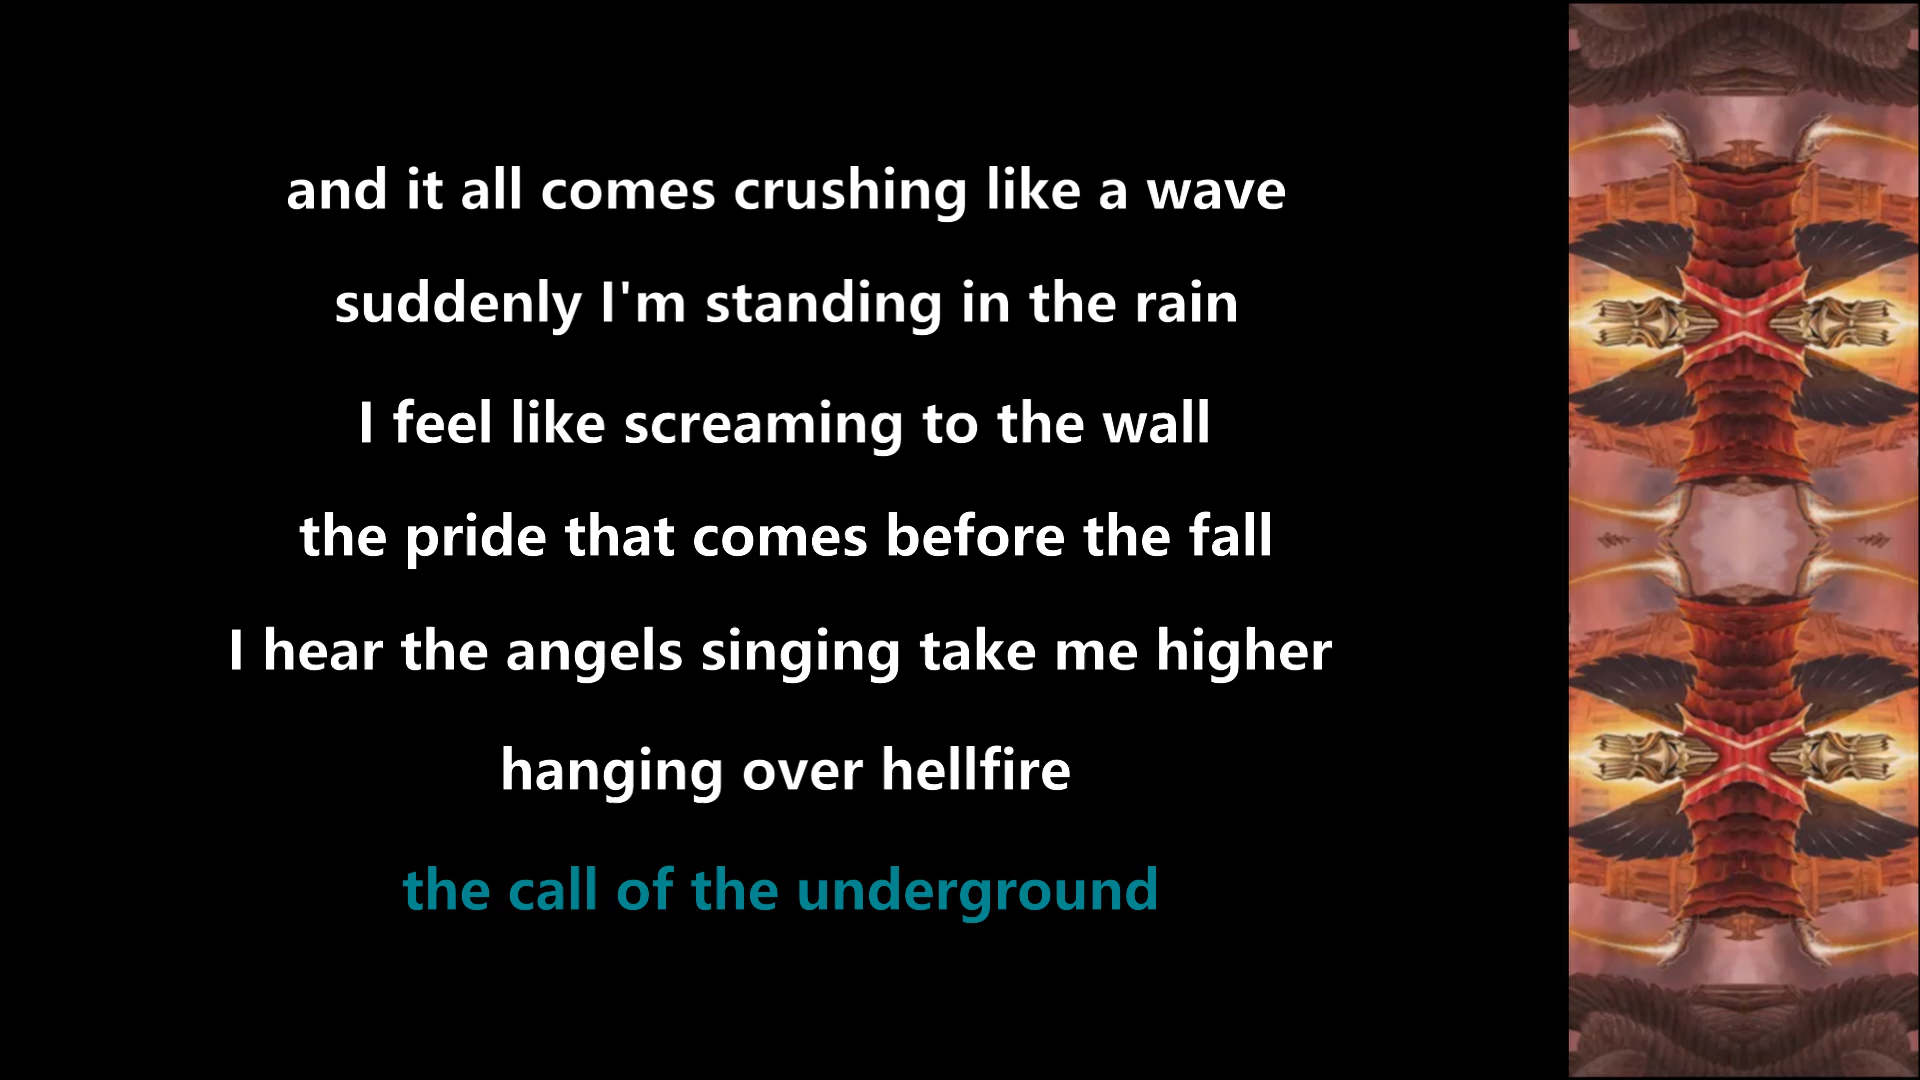 and it all comes crushing like a wave
suddenly I'm standing in the rain
I feel like screaming to the wall
the pride that comes before the fall
I hear the angels singing take me higher
hanging over hellfire
the call of the underground